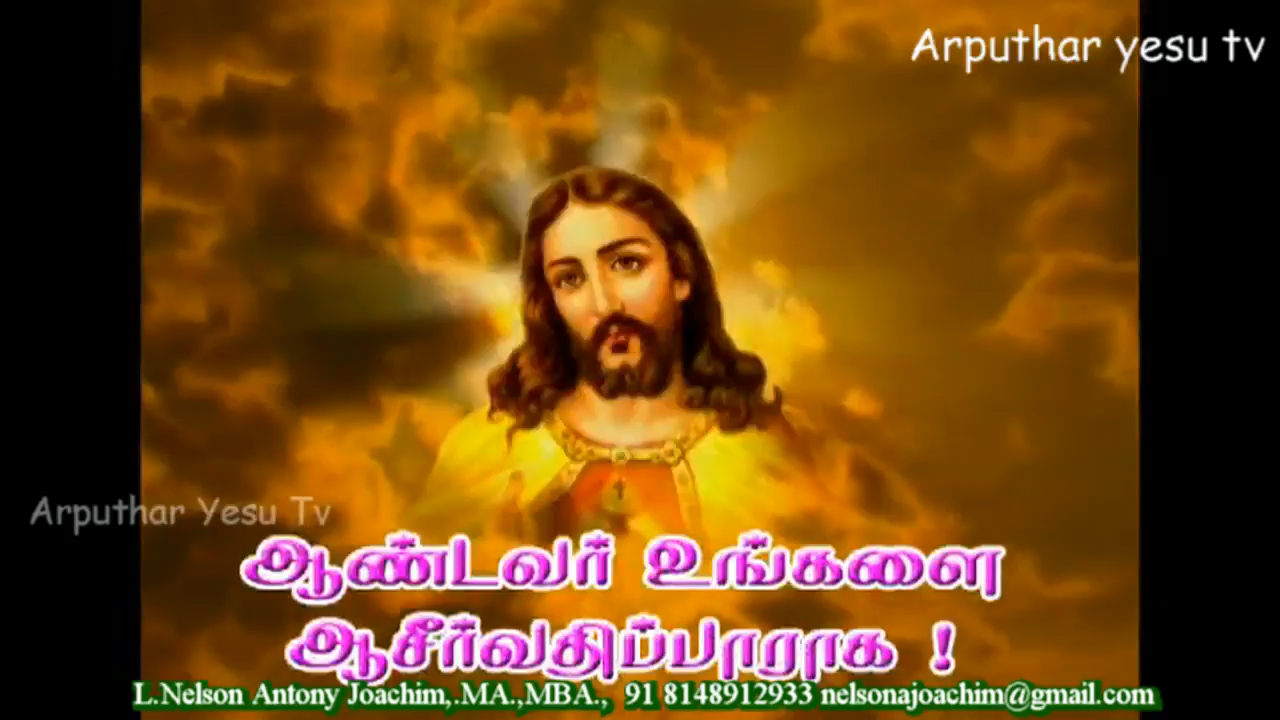 Arputhar yesu tv
Arputhar Yesu Tv
ஆண்டவர் உங்களை
ஆசீர்வதிப்பாராக !
L.Nelson Antony Joachim,.MA.,MBA., 91 8148912933 nelsonajoachim@gmail.com